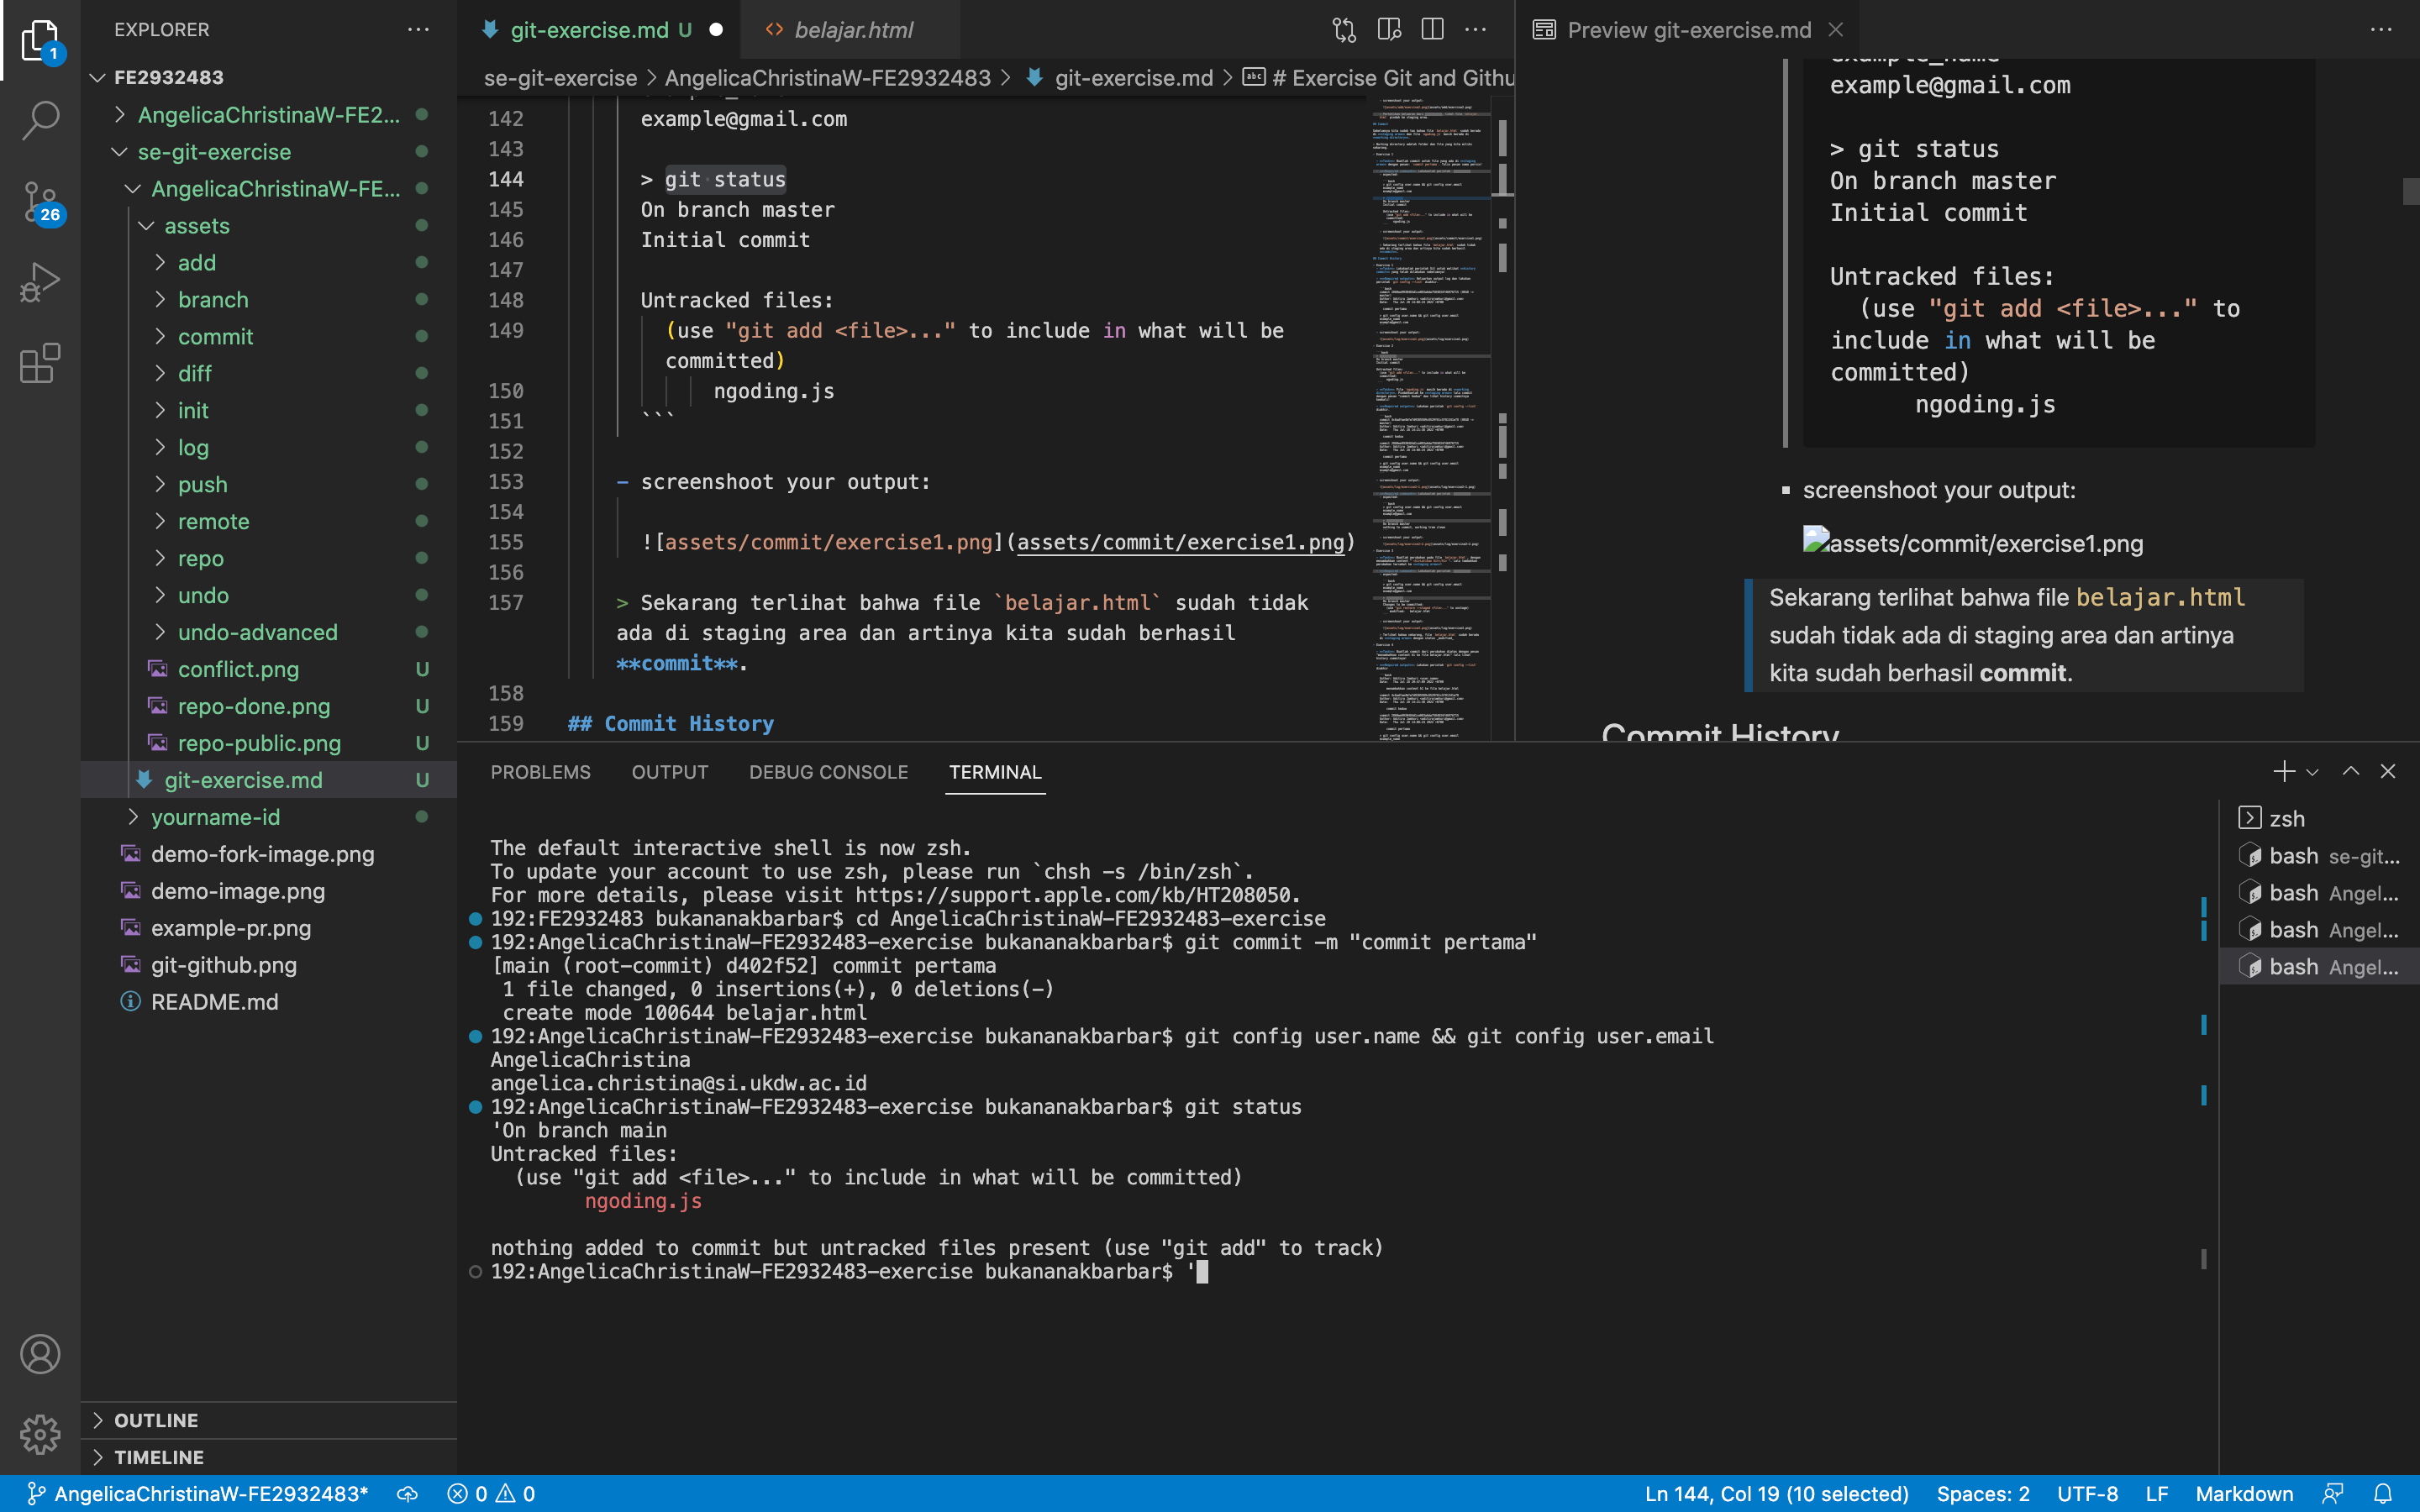 EXPLORER
FE2932483
AngelicaChristinaW-FE2...
se-git-exercise
AngelicaChristinaW-FE...
assets
add
branch
commit
diff
init
log
push
remote
repo
undo
undo-advanced
conflict.png U
repo-done.png U
repo-public.png U
git-exercise.md U
yourname-id
demo-fork-image.png
demo-image.png
example-pr.png
git-github.png
README.md
OUTLINE
TIMELINE
1
26
git-exercise.md U
belajar.html
se-git-exercise > AngelicaChristinaW-FE2932483 > git-exercise.md > # Exercise Git and Githu
142 example@gmail.com
143
144 > git status
145 On branch master
146 Initial commit
147
148 Untracked files:
149 (use "git add <file>..." to include in what will be
committed)
150 ngoding.js
151 ```
152
153 - screenshoot your output:
154
155 ![assets/commit/exercise1.png](assets/commit/exercise1.png)
156
157 > Sekarang terlihat bahwa file `belajar.html` sudah tidak
ada di staging area dan artinya kita sudah berhasil
**commit**.
158
159 ## Commit History
Preview git-exercise.md
example_name
example@gmail.com
> git status
On branch master
Initial commit
Untracked files:
(use "git add <file>..." to
include in what will be
committed)
ngoding.js
screenshoot your output:
assets/commit/exercise1.png
Sekarang terlihat bahwa file belajar.html
sudah tidak ada di staging area dan artinya
kita sudah berhasil commit.
Commit History
PROBLEMS OUTPUT DEBUG CONSOLE TERMINAL
The default interactive shell is now zsh.
To update your account to use zsh, please run `chsh -s /bin/zsh`.
For more details, please visit https://support.apple.com/kb/HT208050.
192:FE2932483 bukananakbarbar$ cd AngelicaChristinaW-FE2932483-exercise
192:AngelicaChristinaW-FE2932483-exercise bukananakbarbar$ git commit -m "commit pertama"
[main (root-commit) d402f52] commit pertama
1 file changed, 0 insertions(+), 0 deletions(-)
create mode 100644 belajar.html
192:AngelicaChristinaW-FE2932483-exercise bukananakbarbar$ git config user.name && git config user.email
AngelicaChristina
angelica.christina@si.ukdw.ac.id
192:AngelicaChristinaW-FE2932483-exercise bukananakbarbar$ git status
'On branch main
Untracked files:
(use "git add <file>..." to include in what will be committed)
ngoding.js
nothing added to commit but untracked files present (use "git add" to track)
192:AngelicaChristinaW-FE2932483-exercise bukananakbarbar$ '
zsh
bash se-git...
bash Angel...
bash Angel...
bash Angel...
AngelicaChristinaW-FE2932483* 0 0
Ln 144, Col 19 (10 selected) Spaces: 2 UTF-8 LF Markdown